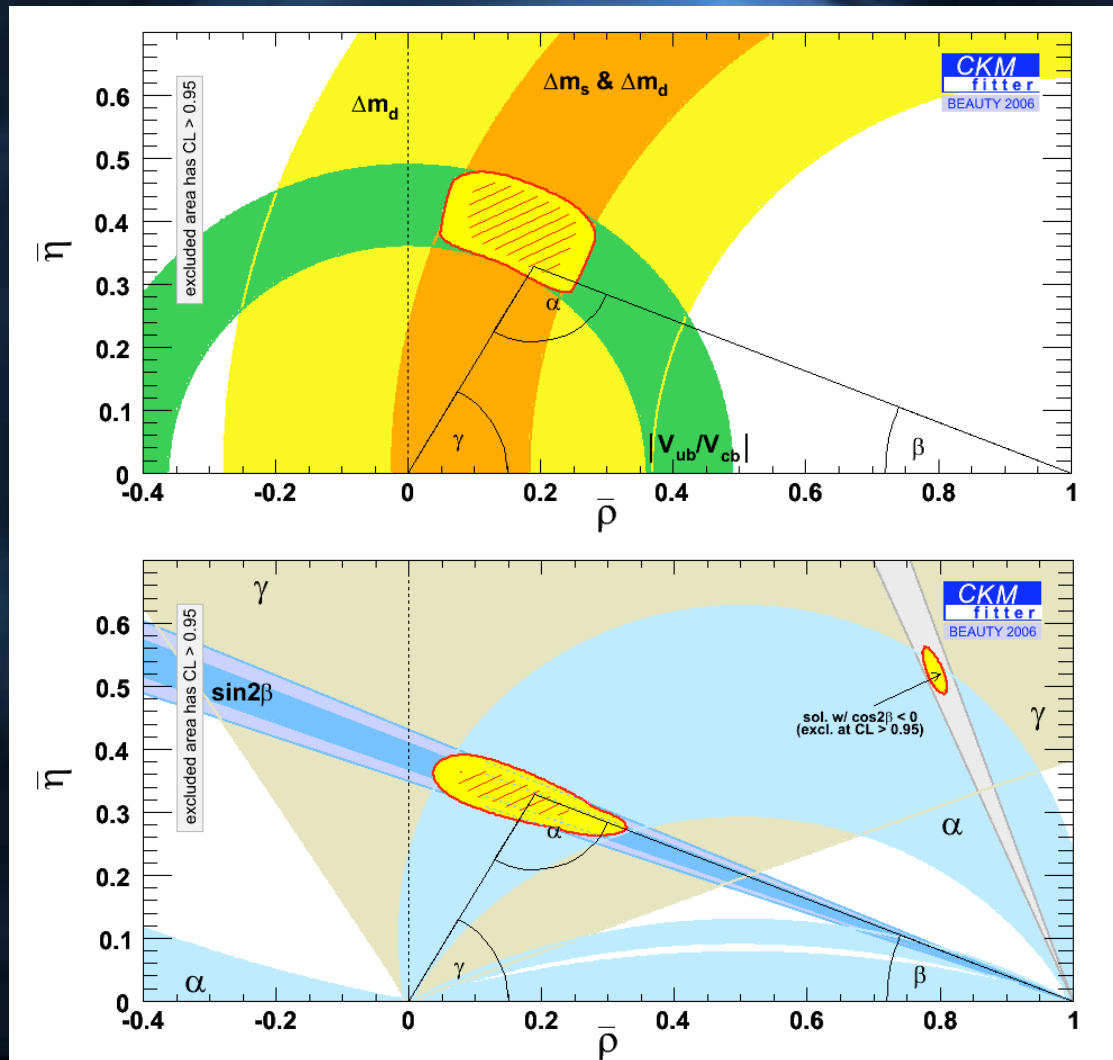 CKM
fitter
BEAUTY 2006
Δm_d
Δm_s & Δm_d
excluded area has CL > 0.95
η̅
0.6
0.5
0.4
0.3
0.2
0.1
0
α
γ
β
|V_ub/V_cb|
-0.4
-0.2
0
0.2
0.4
0.6
0.8
1
ρ̅
CKM
fitter
BEAUTY 2006
γ
excluded area has CL > 0.95
sin2β
sol. w/ cos2β < 0
(excl. at CL > 0.95)
γ
η̅
0.6
0.5
0.4
0.3
0.2
0.1
0
α
α
γ
β
α
-0.4
-0.2
0
0.2
0.4
0.6
0.8
1
ρ̅